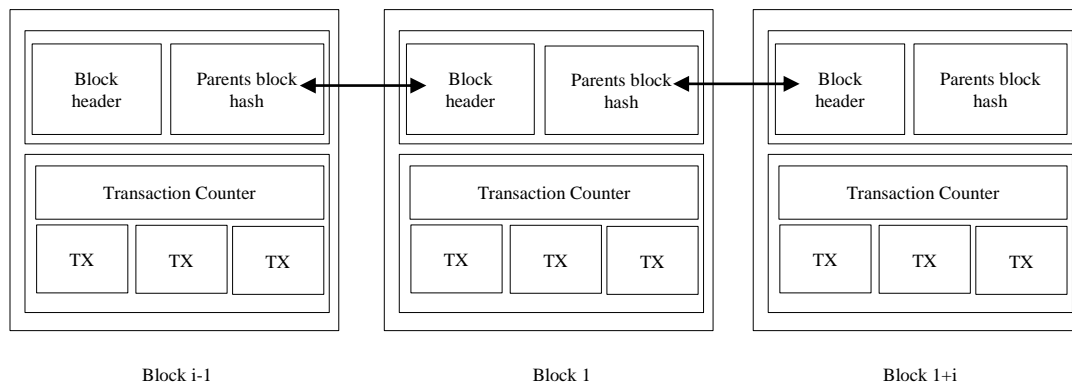 Block
header
Parents block
hash
Transaction Counter
TX TX TX
Block i-1
Block
header
Parents block
hash
Transaction Counter
TX TX TX
Block 1
Block
header
Parents block
hash
Transaction Counter
TX TX TX
Block 1+i